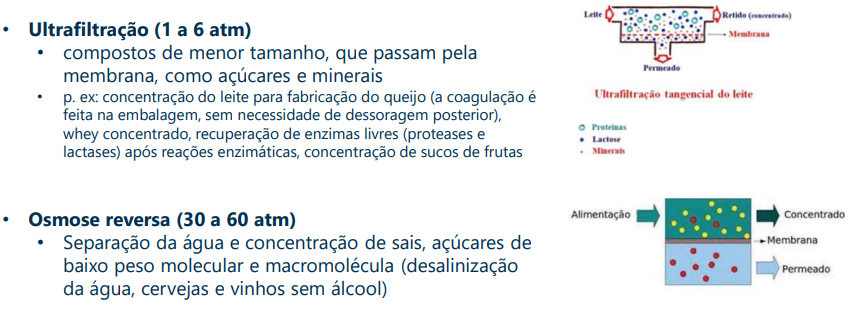 • Ultrafiltração (1 a 6 atm)
• compostos de menor tamanho, que passam pela
membrana, como açúcares e minerais
• p. ex: concentração do leite para fabricação do queijo (a coagulação é
feita na embalagem, sem necessidade de dessoragem posterior),
whey concentrado, recuperação de enzimas livres (proteases e
lactases) após reações enzimáticas, concentração de sucos de frutas
Leite
Retido (concentrado)
Membrana
Permeado
Ultrafiltração tangencial do leite
Proteínas
Lactose
Minerais
• Osmose reversa (30 a 60 atm)
• Separação da água e concentração de sais, açúcares de
baixo peso molecular e macromolécula (desalinização
da água, cervejas e vinhos sem álcool)
Alimentação
Concentrado
Membrana
Permeado